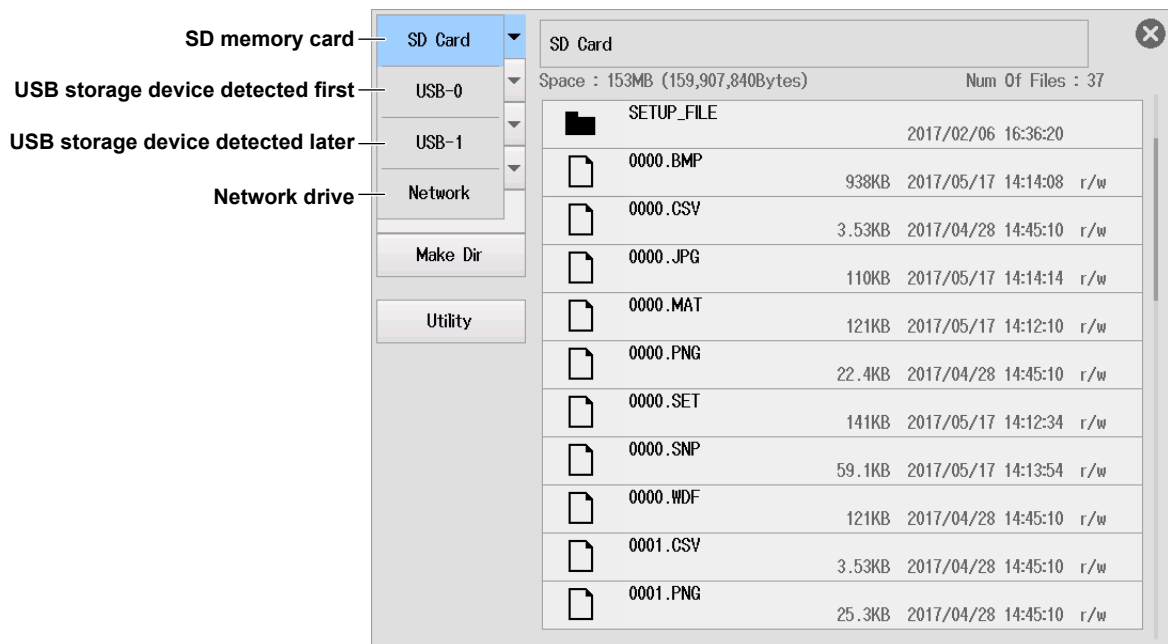 SD memory card
USB storage device detected first
USB storage device detected later
Network drive
SD Card
USB-0
USB-1
Network
Make Dir
Utility
SD Card
Space : 153MB (159,907,840Bytes) Num Of Files : 37
SETUP_FILE
2017/02/06 16:36:20
0000.BMP
938KB 2017/05/17 14:14:08 r/w
0000.CSV
3.53KB 2017/04/28 14:45:10 r/w
0000.JPG
110KB 2017/05/17 14:14:14 r/w
0000.MAT
121KB 2017/05/17 14:12:10 r/w
0000.PNG
22.4KB 2017/04/28 14:45:10 r/w
0000.SET
141KB 2017/05/17 14:12:34 r/w
0000.SNP
59.1KB 2017/05/17 14:13:54 r/w
0000.WDF
121KB 2017/04/28 14:45:10 r/w
0001.CSV
3.53KB 2017/04/28 14:45:10 r/w
0001.PNG
25.3KB 2017/04/28 14:45:10 r/w